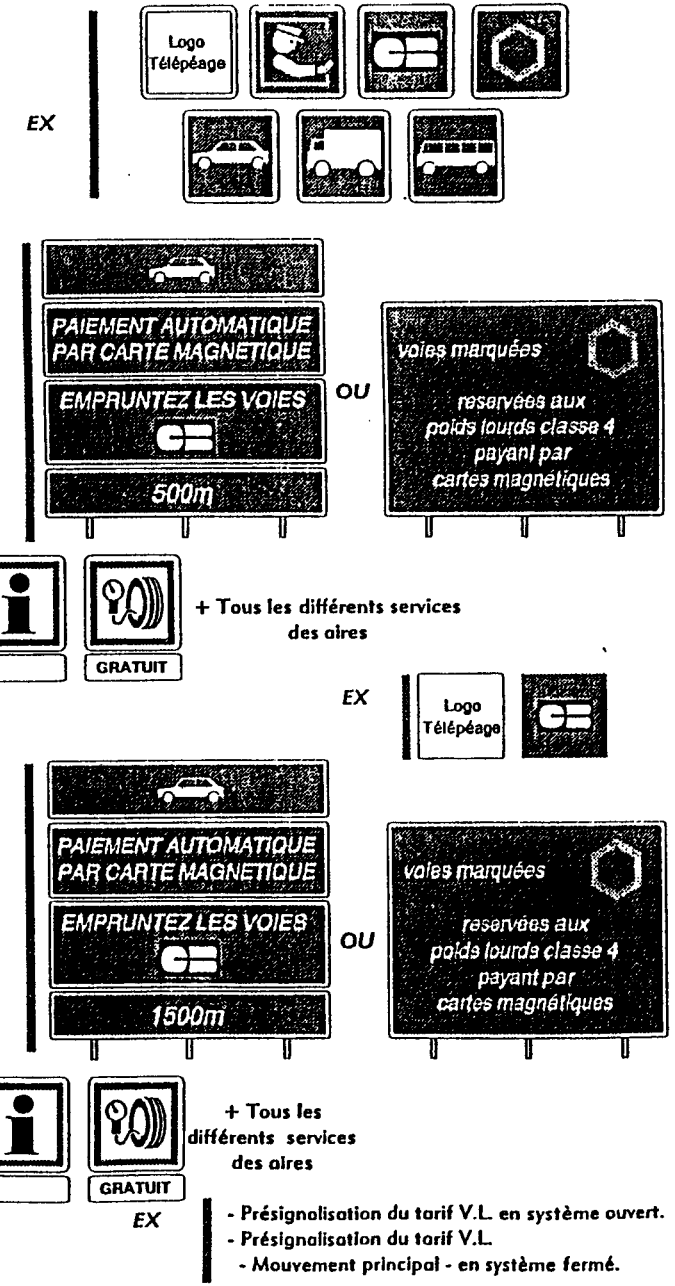 Logo
Télépéage
EX
PAIEMENT AUTOMATIQUE
PAR CARTE MAGNETIQUE
EMPRUNTEZ LES VOIES
500m
OU
voies marquées
reservées aux
poids lourds classe 4
payant par
cartes magnétiques
i
GRATUIT
+ Tous les différents services
des aires
EX
Logo
Télépéage
PAIEMENT AUTOMATIQUE
PAR CARTE MAGNETIQUE
EMPRUNTEZ LES VOIES
1500m
OU
voies marquées
reservées aux
poids lourds classe 4
payant par
cartes magnétiques
i
GRATUIT
+ Tous les
différents services
des aires
EX
- Présignalisation du tarif V.L. en système ouvert.
- Présignalisation du tarif V.L.
- Mouvement principal - en système fermé.